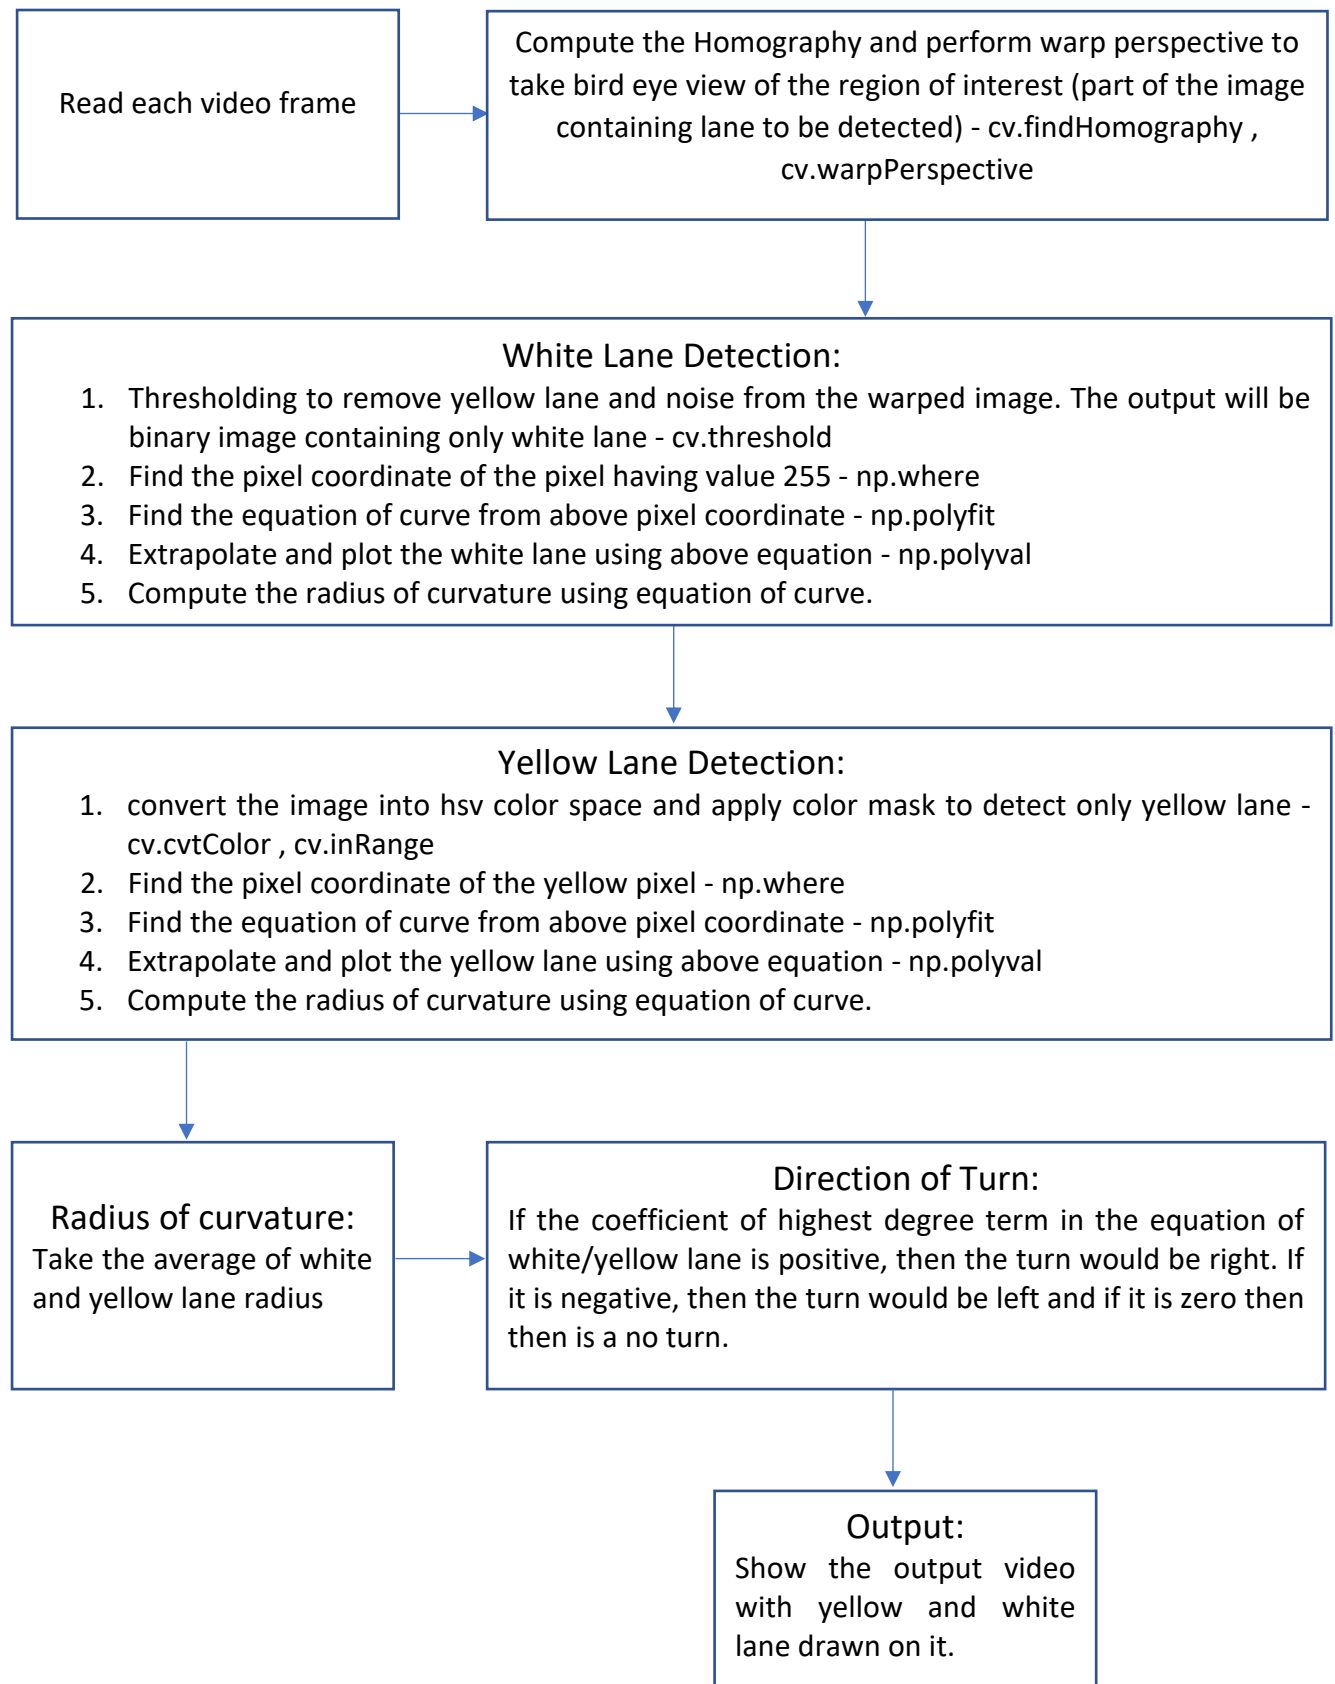 Read each video frame
Compute the Homography and perform warp perspective to
take bird eye view of the region of interest (part of the image
containing lane to be detected) - cv.findHomography ,
cv.warpPerspective
White Lane Detection:
1. Thresholding to remove yellow lane and noise from the warped image. The output will be
binary image containing only white lane - cv.threshold
2. Find the pixel coordinate of the pixel having value 255 - np.where
3. Find the equation of curve from above pixel coordinate - np.polyfit
4. Extrapolate and plot the white lane using above equation - np.polyval
5. Compute the radius of curvature using equation of curve.
Yellow Lane Detection:
1. convert the image into hsv color space and apply color mask to detect only yellow lane -
cv.cvtColor , cv.inRange
2. Find the pixel coordinate of the yellow pixel - np.where
3. Find the equation of curve from above pixel coordinate - np.polyfit
4. Extrapolate and plot the yellow lane using above equation - np.polyval
5. Compute the radius of curvature using equation of curve.
Radius of curvature:
Take the average of white
and yellow lane radius
Direction of Turn:
If the coefficient of highest degree term in the equation of
white/yellow lane is positive, then the turn would be right. If
it is negative, then the turn would be left and if it is zero then
then is a no turn.
Output:
Show the output video
with yellow and white
lane drawn on it.